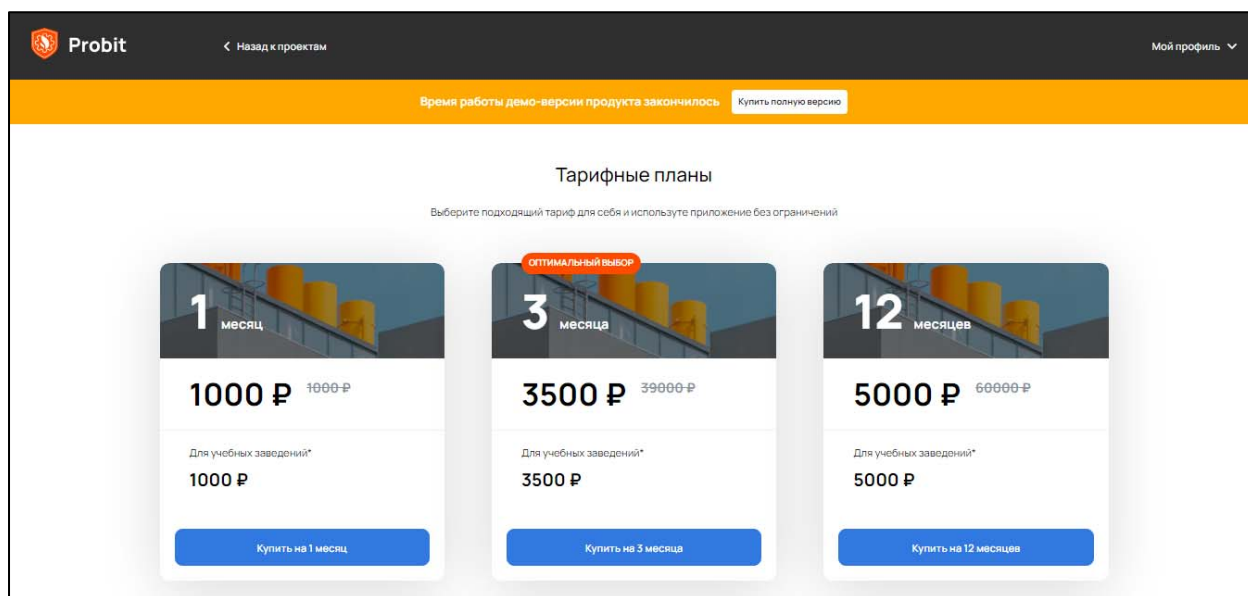 Probit
Назад к проектам
Мой профиль
Время работы демо-версии продукта закончилось
Купить полную версию
Тарифные планы
Выберите подходящий тариф для себя и используте приложение без ограничений
1 месяц
1000 ₽ 1000 ₽
Для учебных заведений*
1000 ₽
Купить на 1 месяц
ОПТИМАЛЬНЫЙ ВЫБОР
3 месяца
3500 ₽ 39000 ₽
Для учебных заведений*
3500 ₽
Купить на 3 месяца
12 месяцев
5000 ₽ 60000 ₽
Для учебных заведений*
5000 ₽
Купить на 12 месяцев